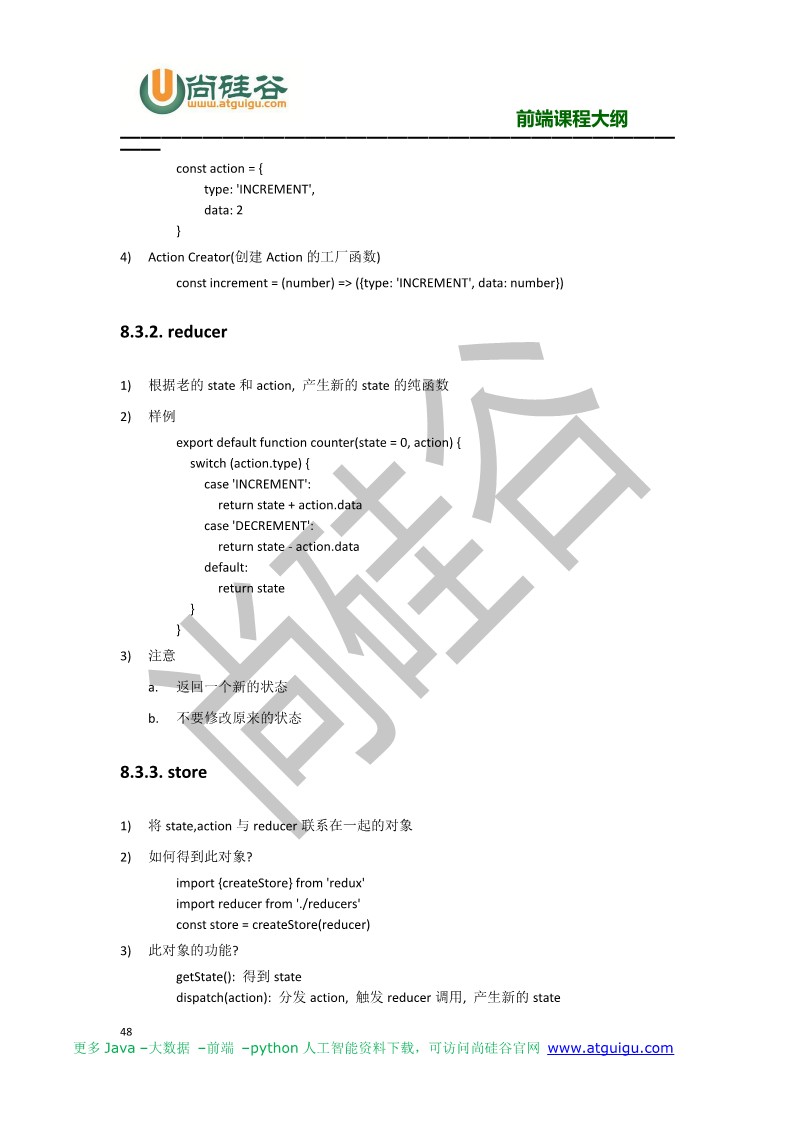 尚硅谷
www.atguigu.com
前端课程大纲
const action = {
type: 'INCREMENT',
data: 2
}
4) Action Creator(创建 Action 的工厂函数)
const increment = (number) => ({type: 'INCREMENT', data: number})
8.3.2. reducer
1) 根据老的 state 和 action, 产生新的 state 的纯函数
2) 样例
export default function counter(state = 0, action) {
switch (action.type) {
case 'INCREMENT':
return state + action.data
case 'DECREMENT':
return state - action.data
default:
return state
}
}
3) 注意
a. 返回一个新的状态
b. 不要修改原来的状态
8.3.3. store
1) 将 state,action 与 reducer 联系在一起的对象
2) 如何得到此对象?
import {createStore} from 'redux'
import reducer from './reducers'
const store = createStore(reducer)
3) 此对象的功能?
getState(): 得到 state
dispatch(action): 分发 action, 触发 reducer 调用, 产生新的 state
48
更多 Java –大数据 –前端 –python 人工智能资料下载，可访问尚硅谷官网 www.atguigu.com
尚硅谷